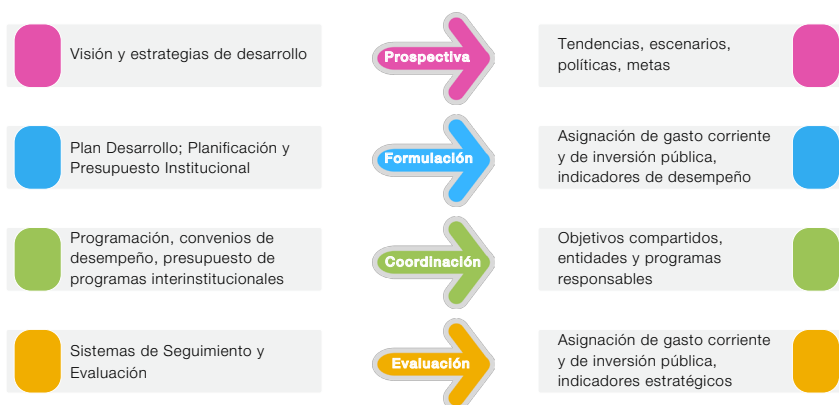 Visión y estrategias de desarrollo
Prospectiva
Tendencias, escenarios,
políticas, metas
Plan Desarrollo; Planificación y
Presupuesto Institucional
Formulación
Asignación de gasto corriente
y de inversión pública,
indicadores de desempeño
Programación, convenios de
desempeño, presupuesto de
programas interinstitucionales
Coordinación
Objetivos compartidos,
entidades y programas
responsables
Sistemas de Seguimiento y
Evaluación
Evaluación
Asignación de gasto corriente
y de inversión pública,
indicadores estratégicos